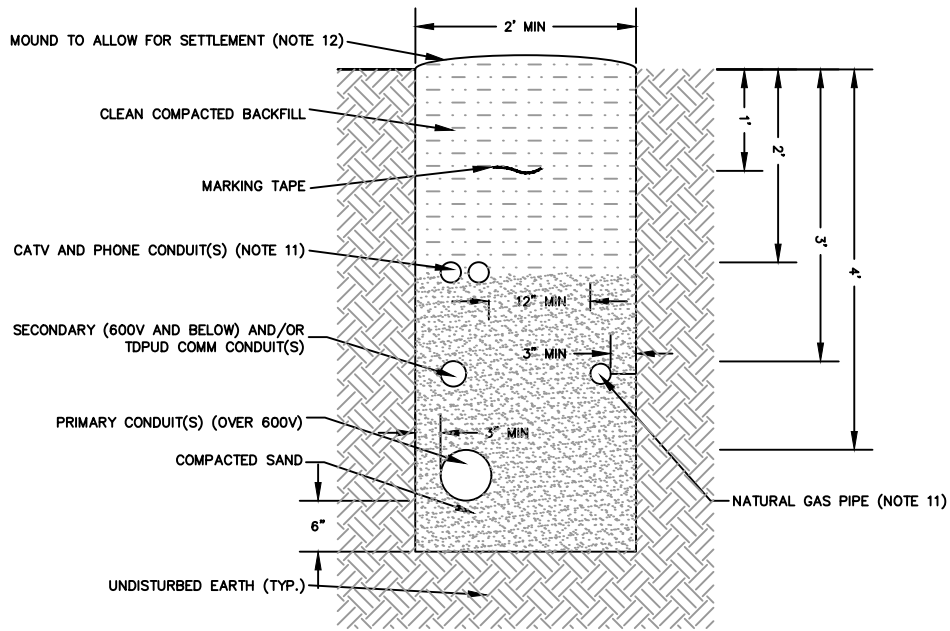 2' MIN
MOUND TO ALLOW FOR SETTLEMENT (NOTE 12)
CLEAN COMPACTED BACKFILL
1'
2'
MARKING TAPE
3'
CATV AND PHONE CONDUIT(S) (NOTE 11)
4'
12" MIN
SECONDARY (600V AND BELOW) AND/OR
TDPUD COMM CONDUIT(S)
3" MIN
PRIMARY CONDUIT(S) (OVER 600V)
3" MIN
COMPACTED SAND
NATURAL GAS PIPE (NOTE 11)
6"
UNDISTURBED EARTH (TYP.)